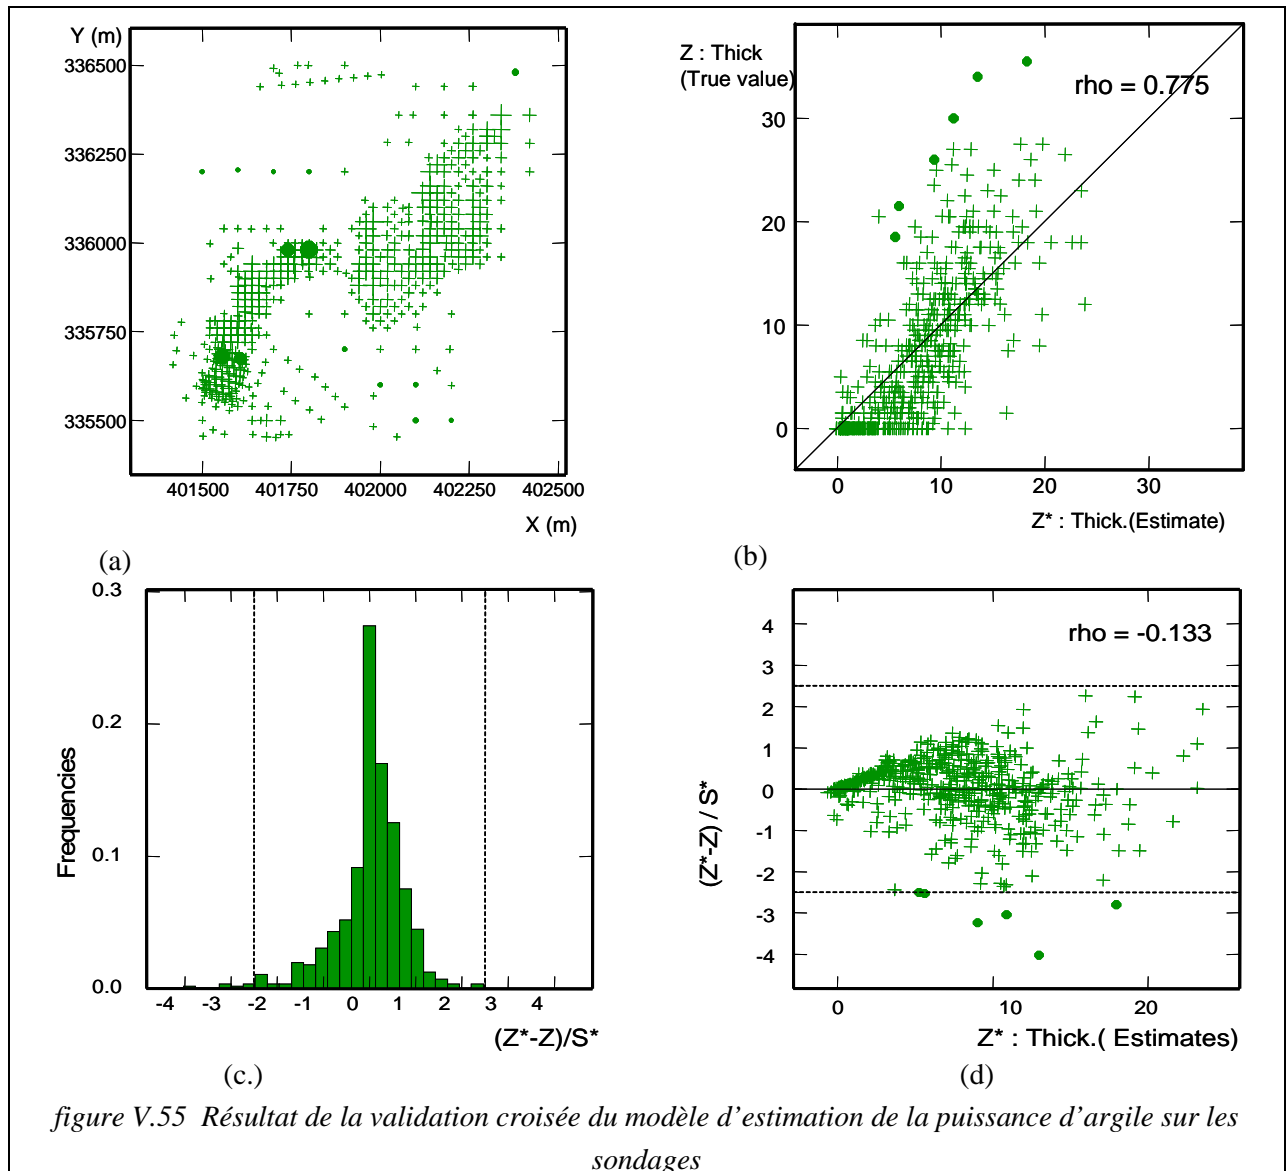 Y (m)
336500
336250
336000
335750
335500
401500 401750 402000 402250 402500
X (m)
(a)
Z : Thick
(True value)
rho = 0.775
30
20
10
0
0 10 20 30
Z* : Thick.(Estimate)
(b)
0.3
0.2
0.1
0.0
Frequencies
-4 -3 -2 -1 0 1 2 3 4
(Z*-Z)/S*
(c.)
rho = -0.133
4
3
2
1
0
-1
-2
-3
-4
(Z*-Z) / S*
0 10 20
Z* : Thick.( Estimates)
(d)
figure V.55 Résultat de la validation croisée du modèle d'estimation de la puissance d'argile sur les
sondages